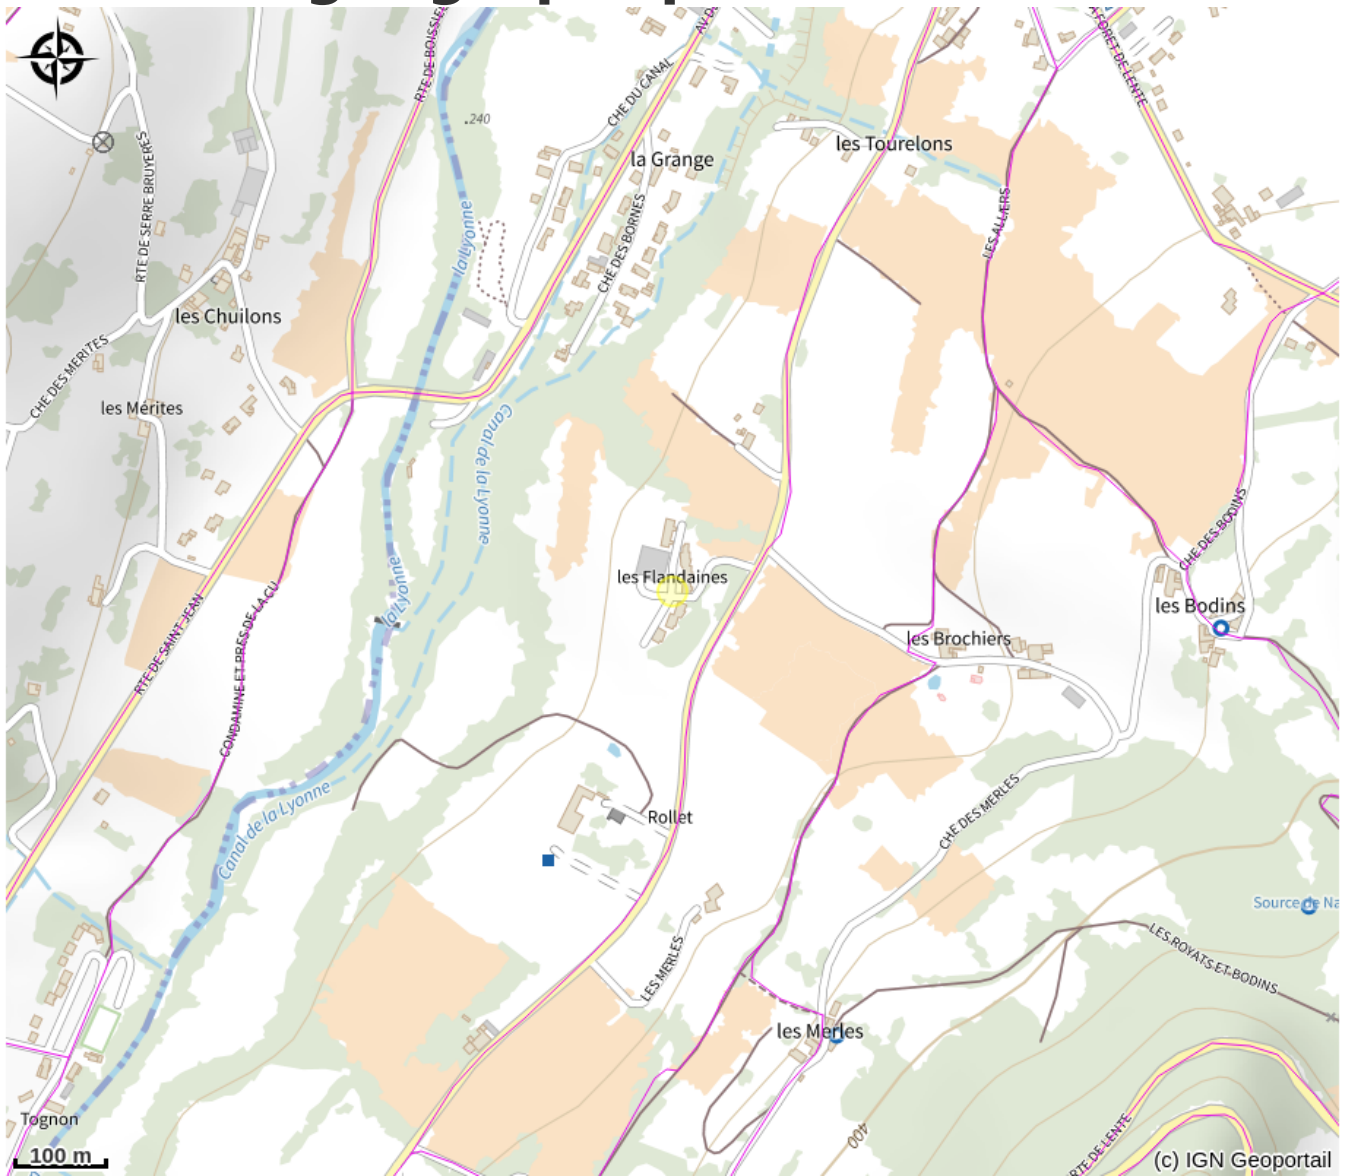 RTE DE BOISSIEU
AV DU
A FORET DE LENTE
CHE DU CANAL
.240
RTE DE SERRE BRUYERES
la Grange
les Tourelons
la Lyonne
CHE DES BORNES
LES ALLIERS
les Chuilons
CHE DES MERITES
les Mérites
Canal de la Lyonne
CHE DES BODINS
les Flandaines
la Lyonne
les Bodins
RTE DE SAINT JEAN
CONDAMINE ET PRES DE LA CU
les Brochiers
CHE DES MERLES
Canal de la Lyonne
Rollet
Source de Na
LES MERLES
LES ROYATS ET BODINS
les Merles
Tognon
400
RTE DE LENTE
100 m
(c) IGN Geoportail